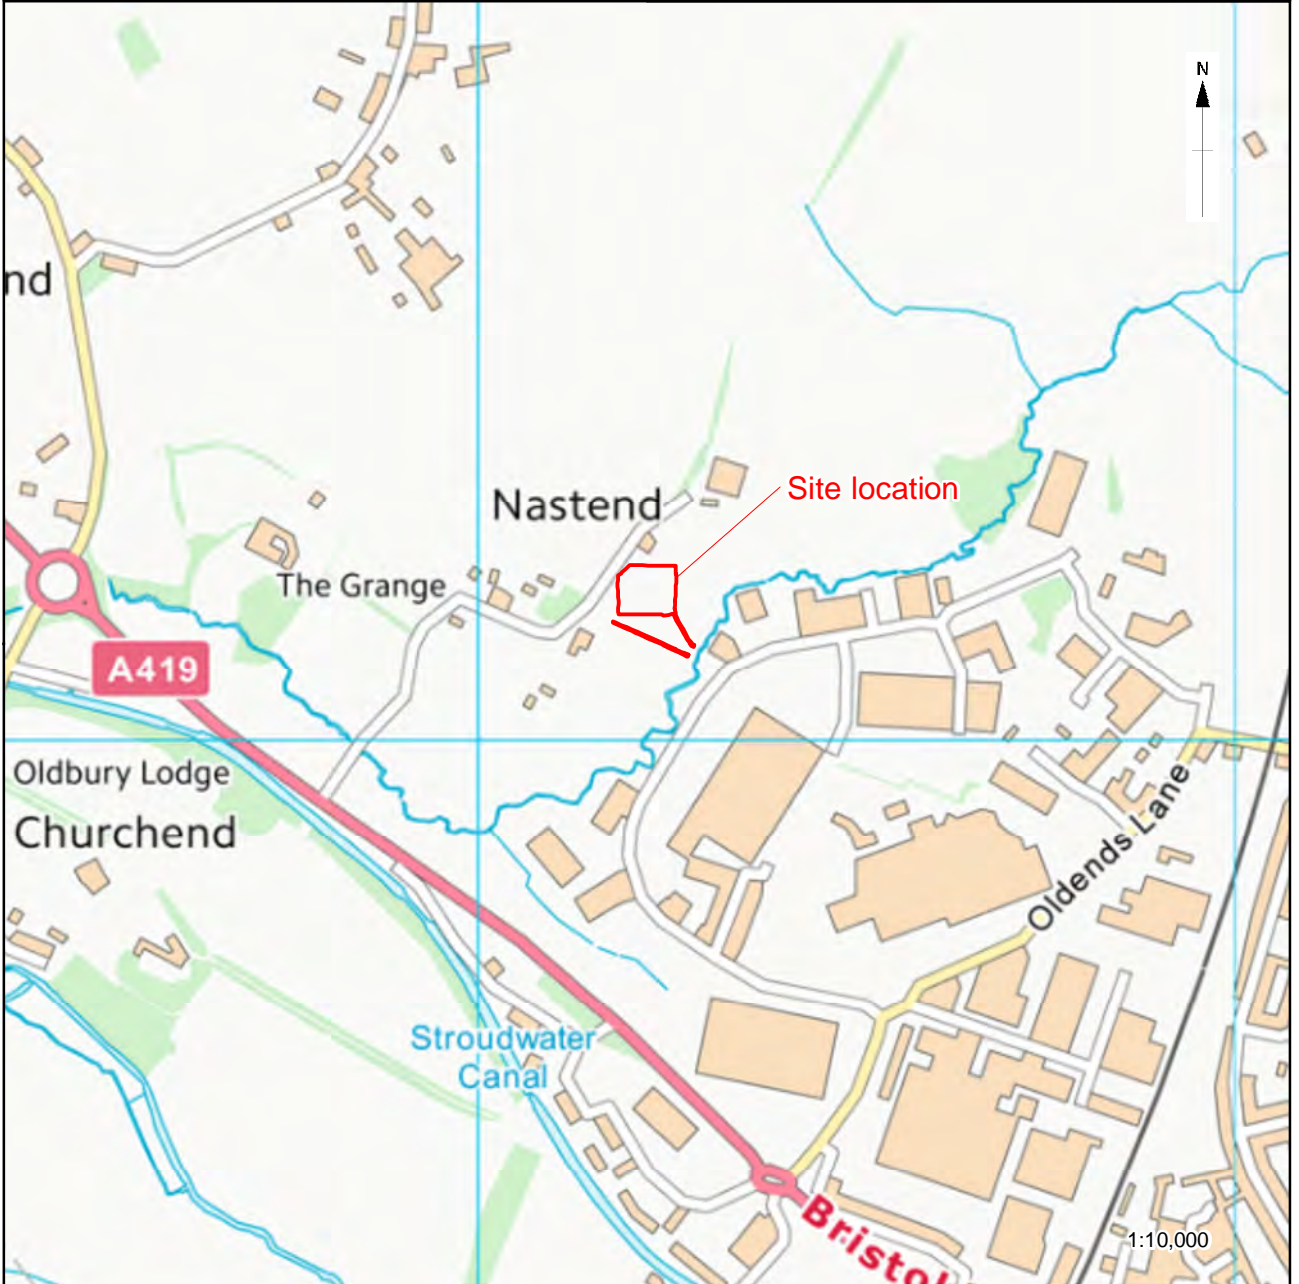 N
nd
Site location
Nastend
The Grange
A419
Oldbury Lodge
Churchend
Oldends Lane
Stroudwater
Canal
1:10,000
Bristol